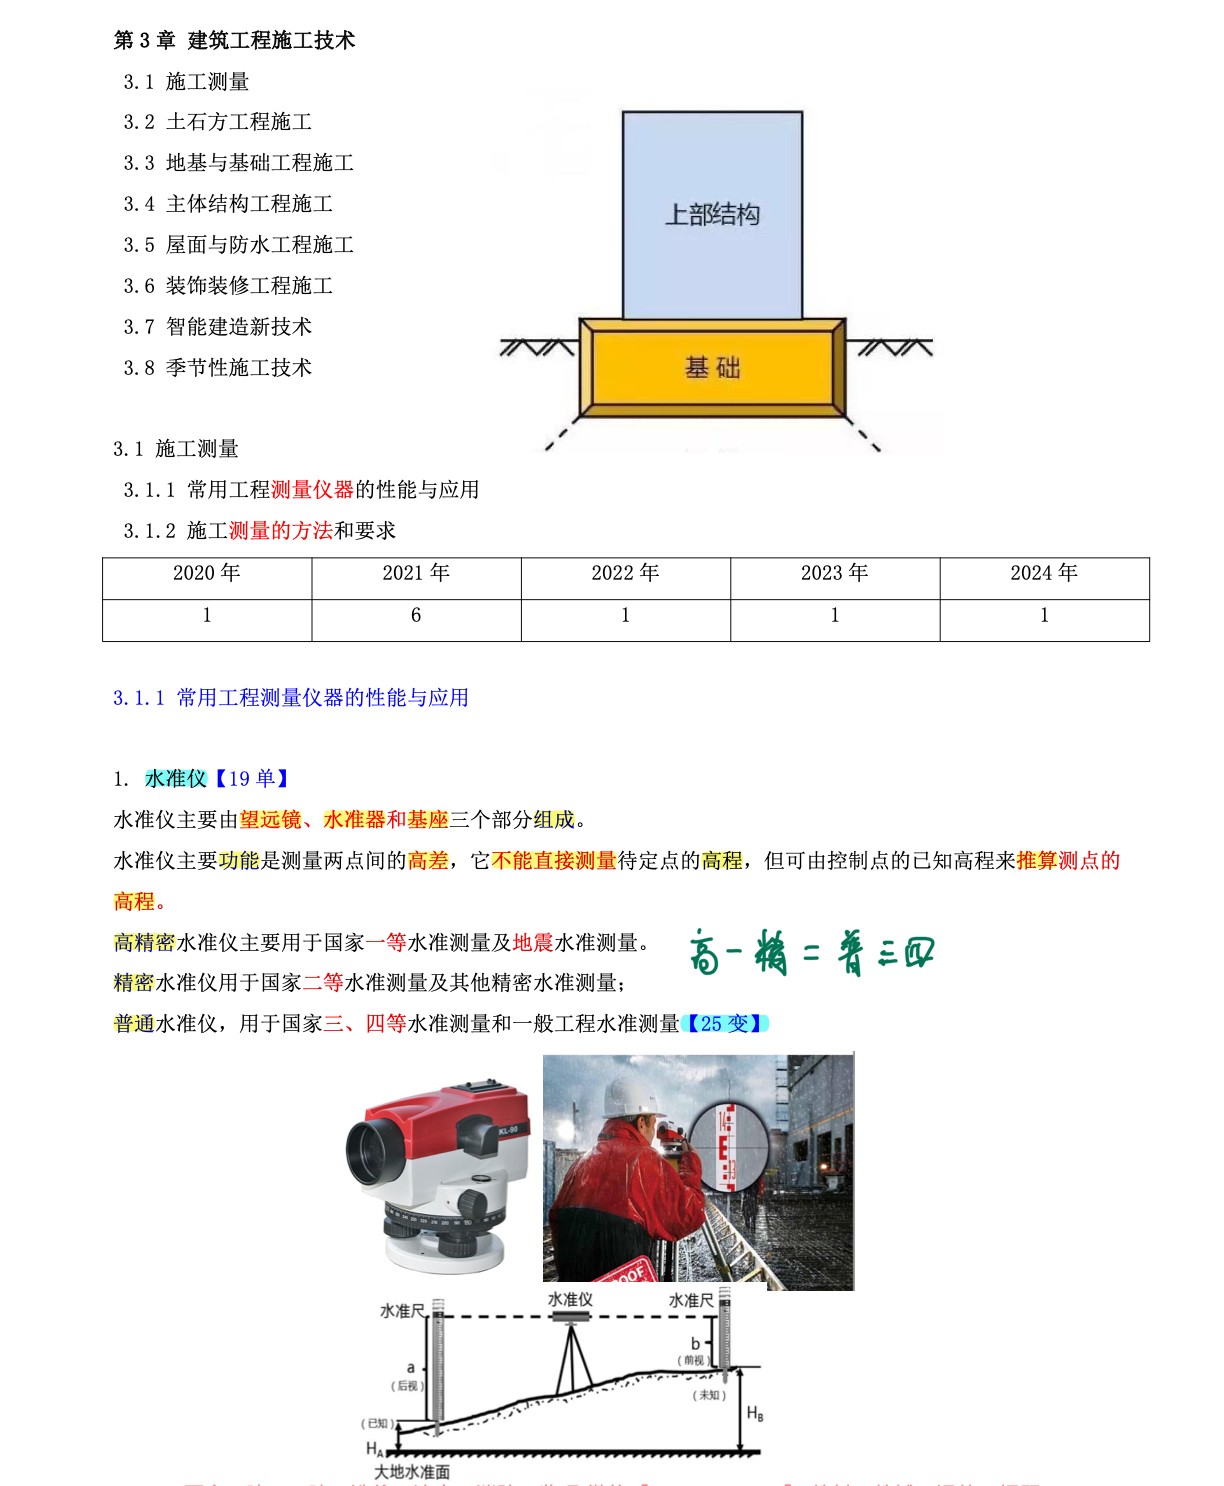 第 3 章 建筑工程施工技术
3.1 施工测量
3.2 土石方工程施工
3.3 地基与基础工程施工
3.4 主体结构工程施工
3.5 屋面与防水工程施工
3.6 装饰装修工程施工
3.7 智能建造新技术
3.8 季节性施工技术
上部结构
基础
3.1 施工测量
3.1.1 常用工程测量仪器的性能与应用
3.1.2 施工测量的方法和要求
2020 年 2021 年 2022 年 2023 年 2024 年
1 6 1 1 1
3.1.1 常用工程测量仪器的性能与应用
1. 水准仪【19 单】
水准仪主要由望远镜、水准器和基座三个部分组成。
水准仪主要功能是测量两点间的高差，它不能直接测量待定点的高程，但可由控制点的已知高程来推算测点的
高程。
高精密水准仪主要用于国家一等水准测量及地震水准测量。
高一精二普三四
精密水准仪用于国家二等水准测量及其他精密水准测量；
普通水准仪，用于国家三、四等水准测量和一般工程水准测量【25 变】
KL-90
14
E
13
OOF
水准尺 水准仪 水准尺
a
（后视）
b
（前视）
（已知）
（未知）
HA
HB
大地水准面